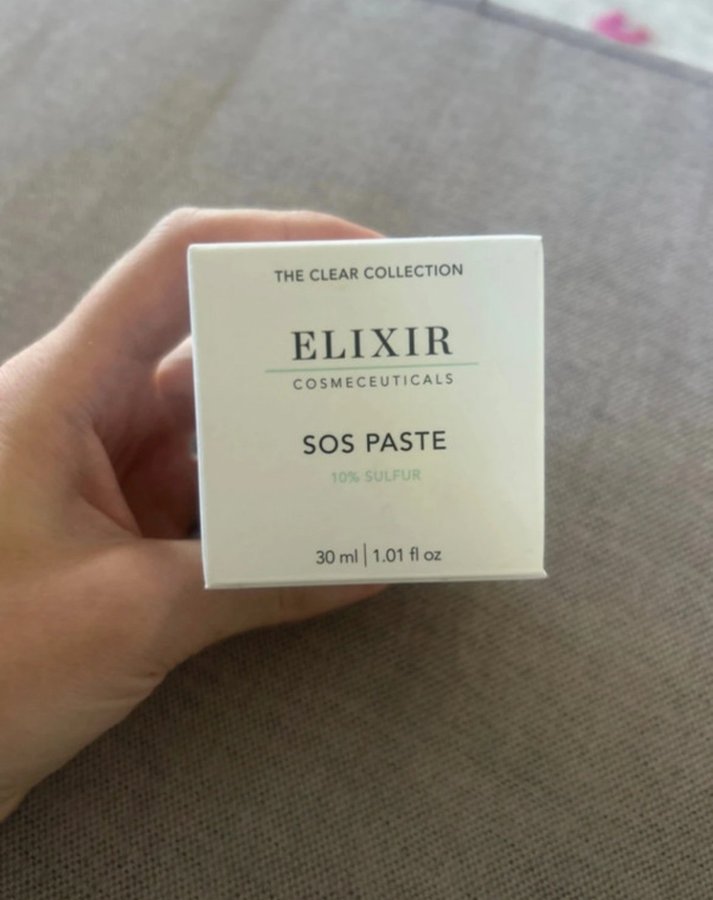 THE CLEAR COLLECTION
ELIXIR
COSMECEUTICALS
SOS PASTE
10% SULFUR
30 ml | 1.01 fl oz